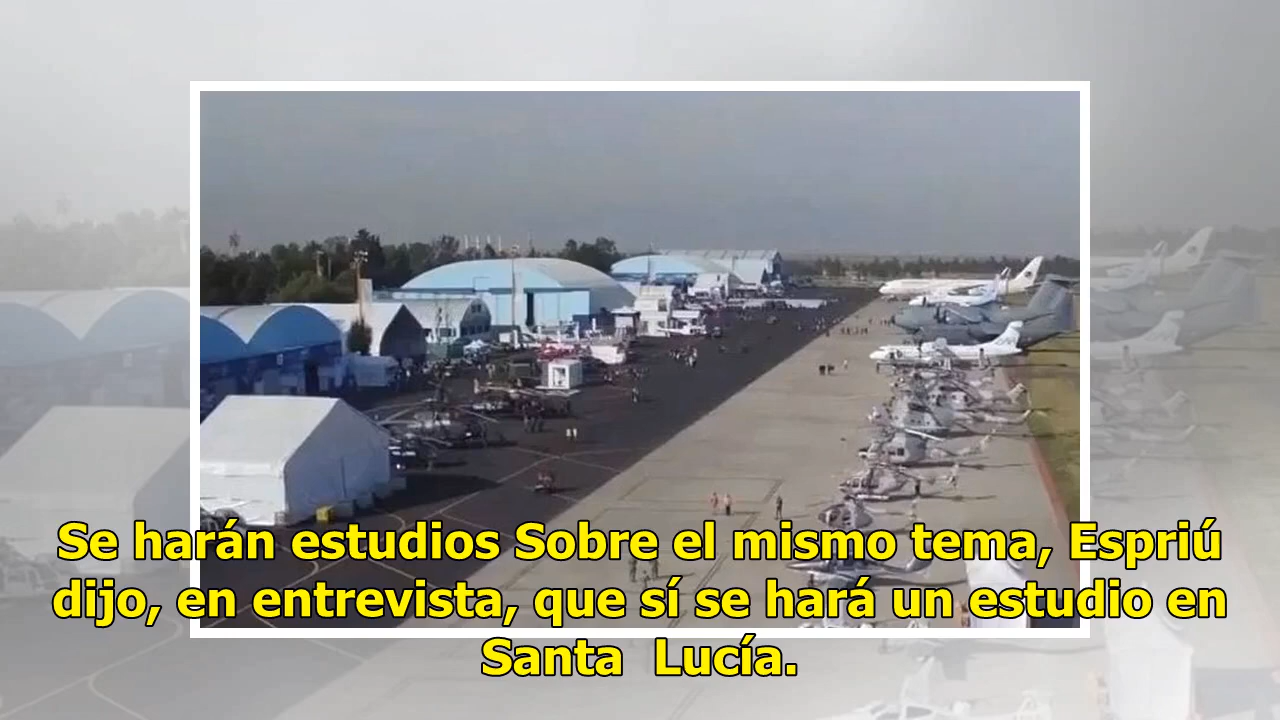 Se harán estudios Sobre el mismo tema, Espriú
dijo, en entrevista, que sí se hará un estudio en
Santa  Lucía.